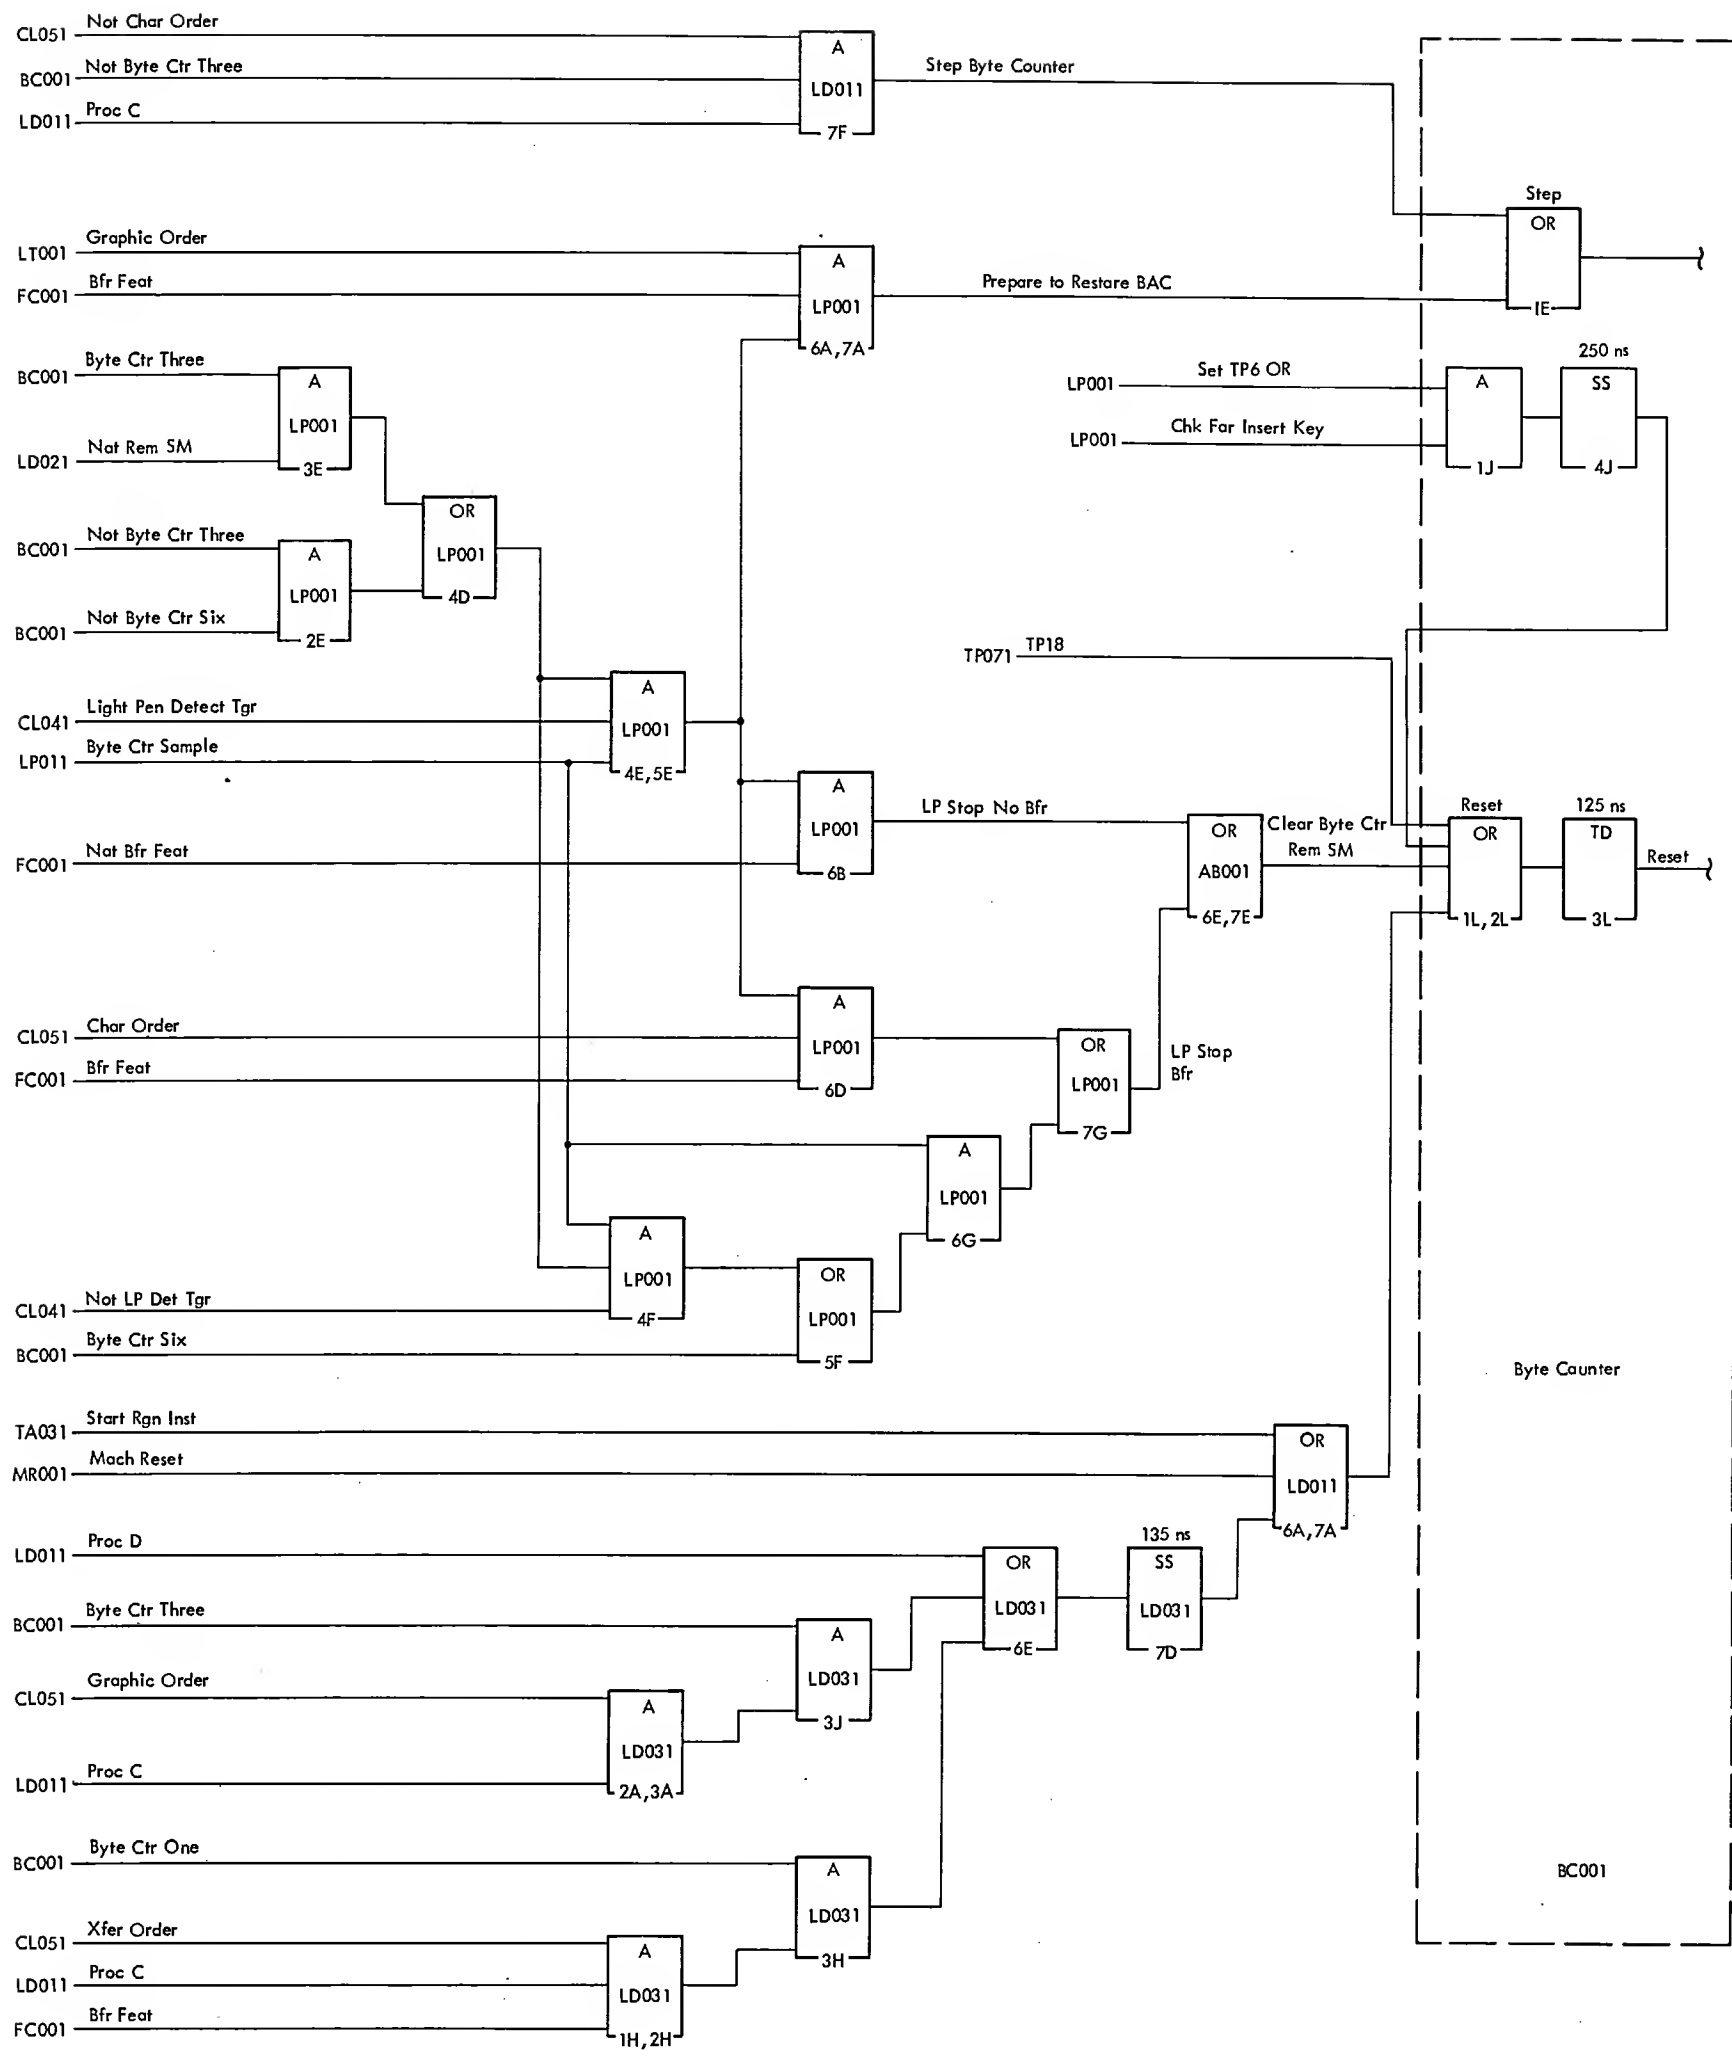 CL051 Not Char Order
BC001 Not Byte Ctr Three
LD011 Proc C
A
LD011
7F
Step Byte Counter
Step
OR
1E
LT001 Graphic Order
FC001 Bfr Feat
A
LP001
6A,7A
Prepare to Restare BAC
BC001 Byte Ctr Three
LD021 Nat Rem SM
A
LP001
3E
LP001 Set TP6 OR
LP001 Chk Far Insert Key
A
1J
250 ns
SS
4J
BC001 Not Byte Ctr Three
BC001 Not Byte Ctr Six
A
LP001
2E
OR
LP001
4D
TP071 TP18
CL041 Light Pen Detect Tgr
LP011 Byte Ctr Sample
A
LP001
4E,5E
FC001 Nat Bfr Feat
A
LP001
6B
LP Stop No Bfr
OR
AB001
6E,7E
Clear Byte Ctr
Rem SM
Reset
OR
1L,2L
125 ns
TD
3L
Reset
CL051 Char Order
FC001 Bfr Feat
A
LP001
6D
OR
LP001
7G
LP Stop
Bfr
A
LP001
6G
CL041 Not LP Det Tgr
BC001 Byte Ctr Six
A
LP001
4F
OR
LP001
5F
Byte Caunter
TA031 Start Rgn Inst
MR001 Mach Reset
OR
LD011
6A,7A
LD011 Proc D
OR
LD031
6E
135 ns
SS
LD031
7D
BC001 Byte Ctr Three
A
LD031
3J
CL051 Graphic Order
LD011 Proc C
A
LD031
2A,3A
BC001 Byte Ctr One
A
LD031
3H
BC001
CL051 Xfer Order
LD011 Proc C
FC001 Bfr Feat
A
LD031
1H,2H